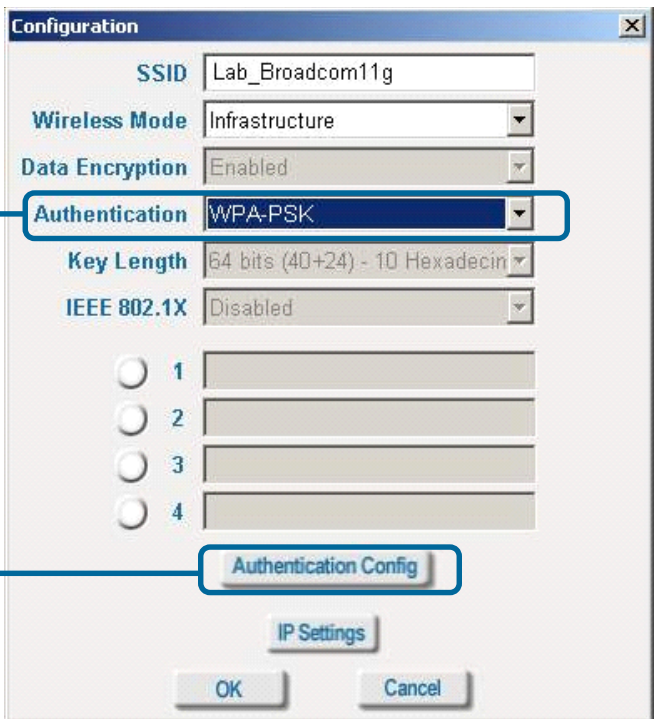 Configuration
SSID Lab_Broadcom11g
Wireless Mode Infrastructure
Data Encryption Enabled
Authentication WPA-PSK
Key Length 64 bits (40+24) - 10 Hexadecin
IEEE 802.1X Disabled
1
2
3
4
Authentication Config
IP Settings
OK Cancel